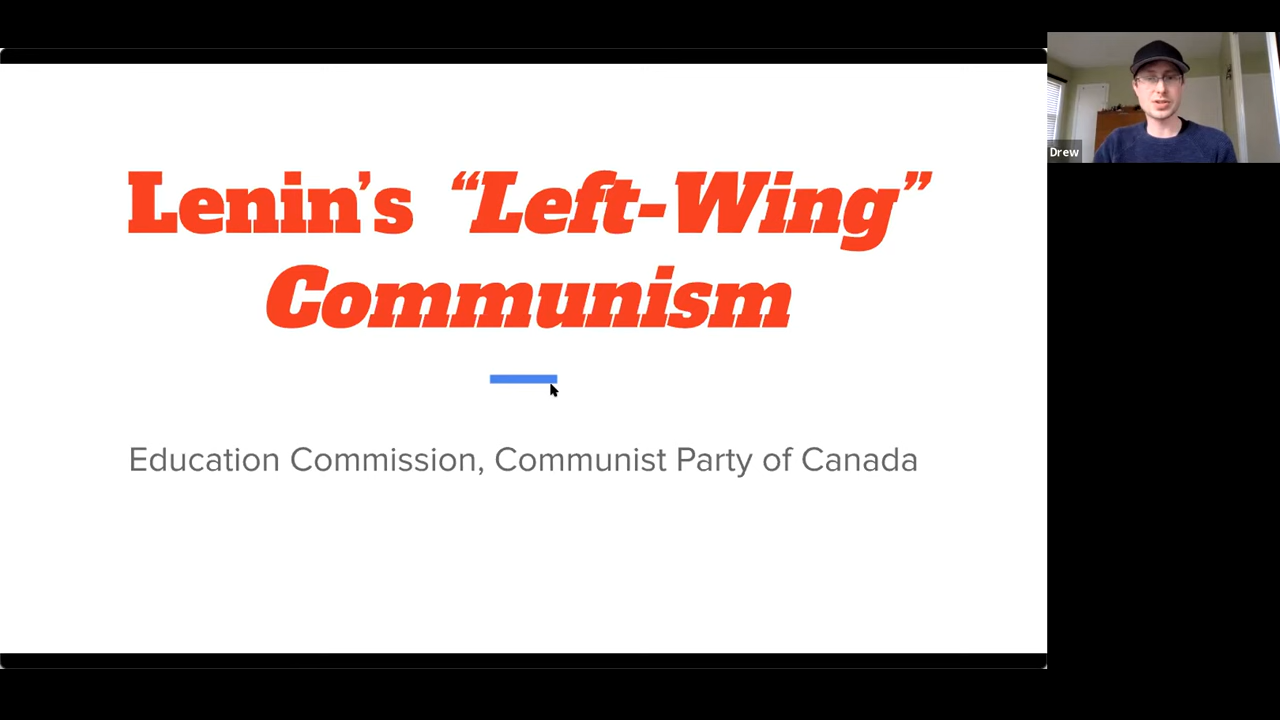 Lenin’s “Left-Wing”
Communism
Education Commission, Communist Party of Canada
Drew